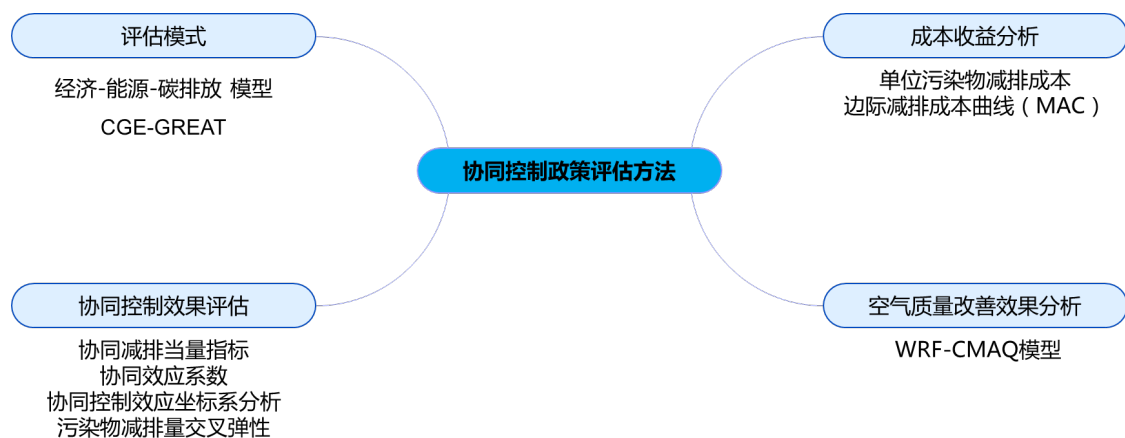 评估模式
经济-能源-碳排放 模型
CGE-GREAT
成本收益分析
单位污染物减排成本
边际减排成本曲线（MAC）
协同控制政策评估方法
协同控制效果评估
协同减排当量指标
协同效应系数
协同控制效应坐标系分析
污染物减排量交叉弹性
空气质量改善效果分析
WRF-CMAQ模型